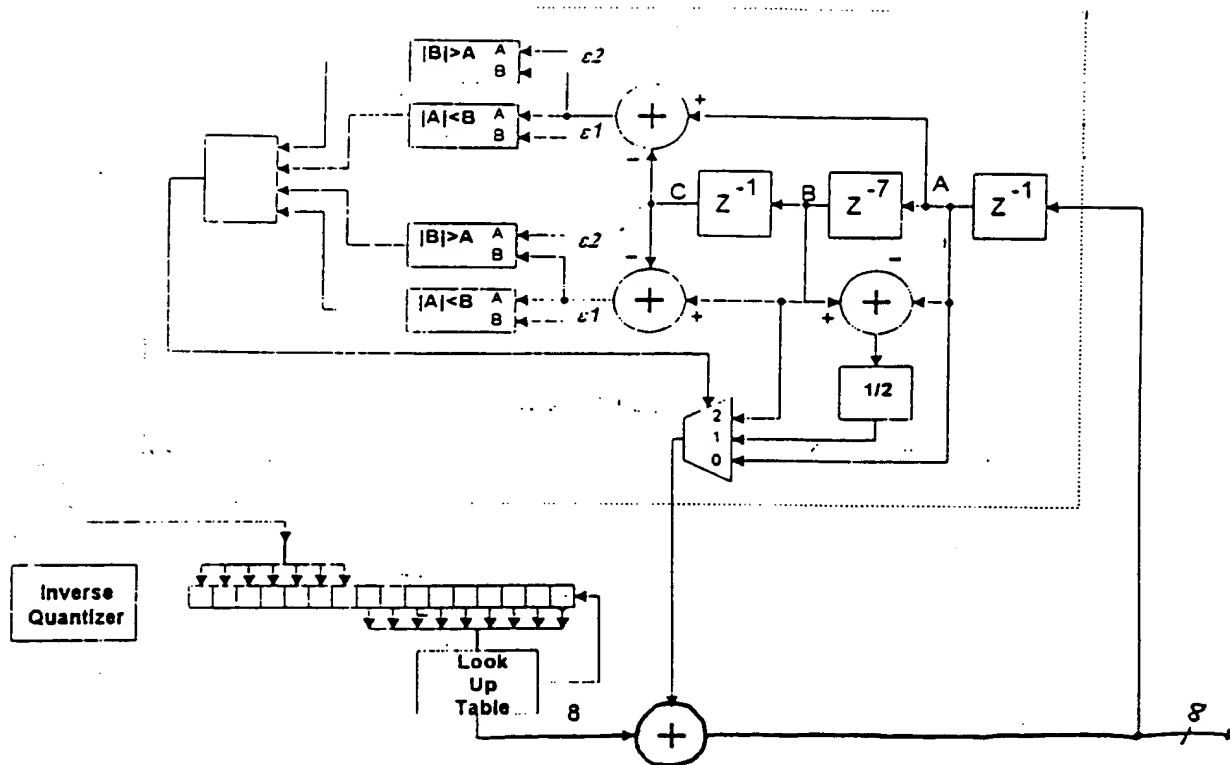 |B|>A A
B
ε2
|A|<B A
B
ε1
+
+
-
C
Z⁻¹
B
Z⁻⁷
A
Z⁻¹
|B|>A A
B
ε2
-
-
+
+
+
+
|A|<B A
B
ε1
1/2
2
1
0
Inverse
Quantizer
Look
Up
Table
8
+
8